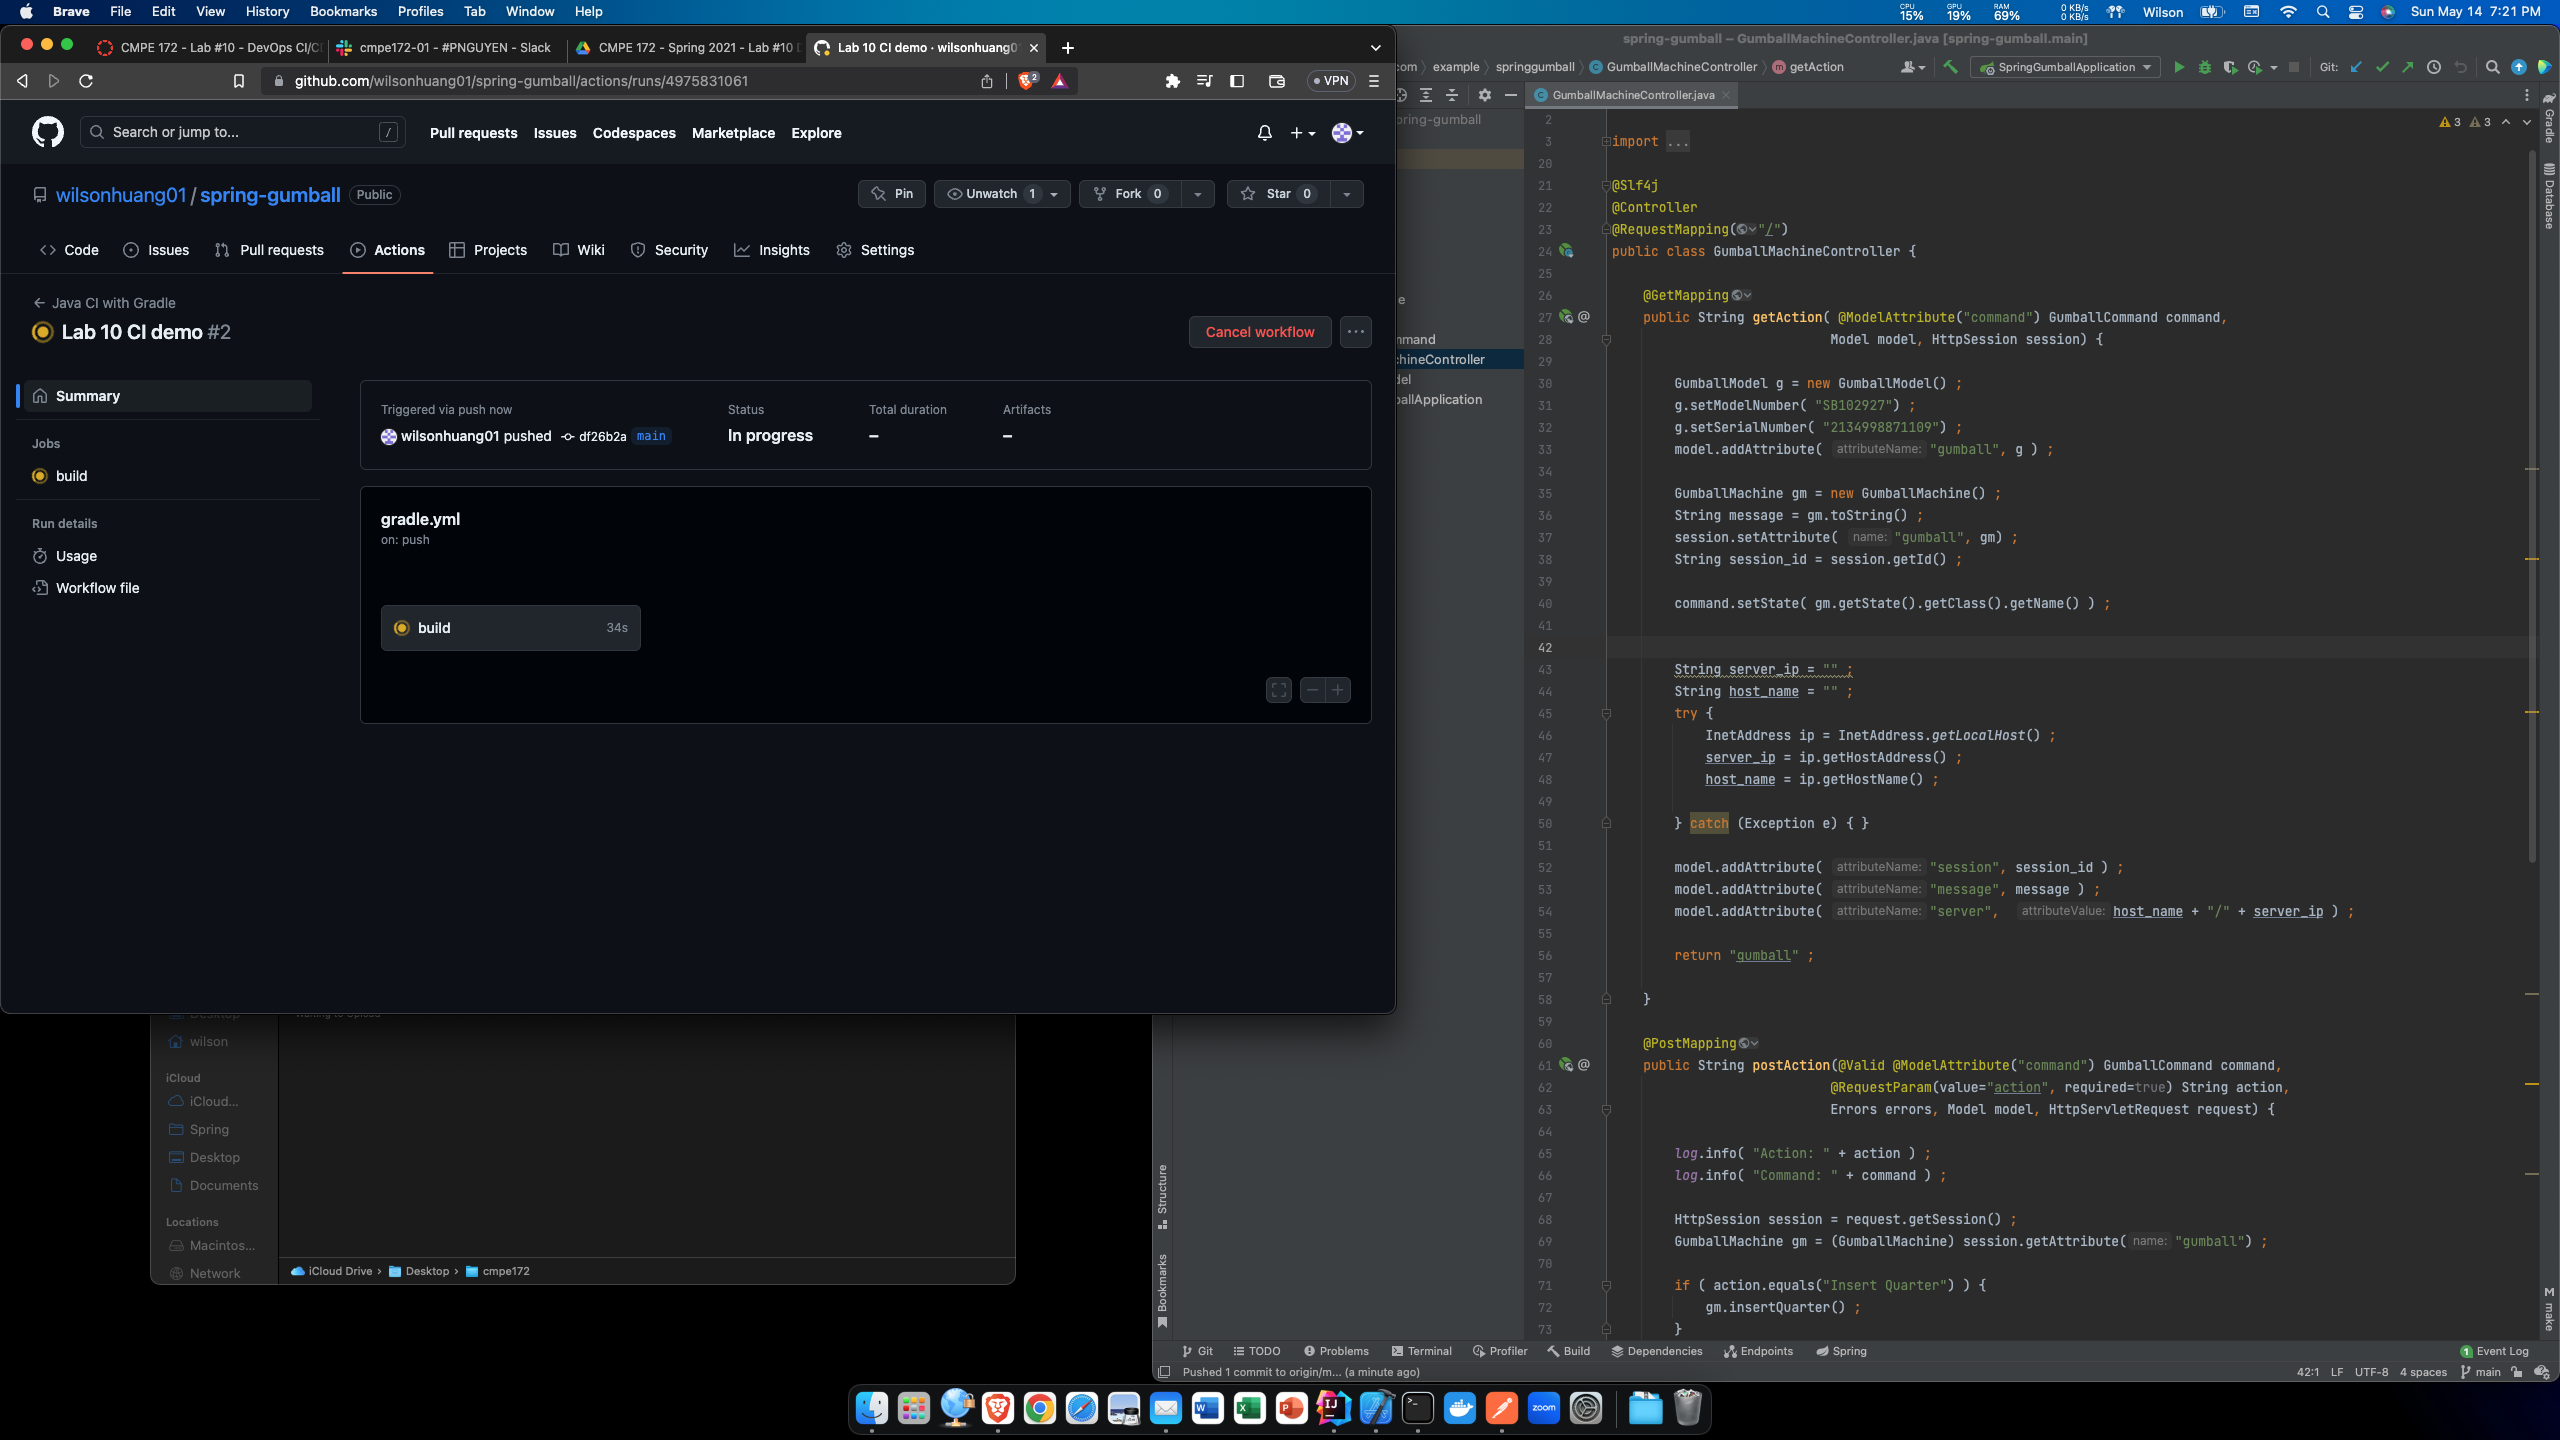 Brave File Edit View History Bookmarks Profiles Tab Window Help
CPU 15% GPU 19% RAM 69% 0 KB/s 0 KB/s Wilson Sun May 14 7:21 PM
CMPE 172 - Lab #10 - DevOps CI/C
cmpe172-01 - #PNGUYEN - Slack
CMPE 172 - Spring 2021 - Lab #10
Lab 10 CI demo · wilsonhuang0
github.com/wilsonhuang01/spring-gumball/actions/runs/4975831061
2
VPN
Search or jump to... /
Pull requests Issues Codespaces Marketplace Explore
wilsonhuang01 / spring-gumball Public
Pin
Unwatch 1
Fork 0
Star 0
Code Issues Pull requests Actions Projects Wiki Security Insights Settings
Java CI with Gradle
Lab 10 CI demo #2
Cancel workflow
Summary
Jobs
build
Run details
Usage
Workflow file
Triggered via push now
wilsonhuang01 pushed df26b2a main
Status
In progress
Total duration
–
Artifacts
–
gradle.yml
on: push
build 34s
Desktop
wilson
iCloud
iCloud...
Spring
Desktop
Documents
Locations
Macintos...
Network
Waiting to Upload
iCloud Drive › Desktop › cmpe172
spring-gumball – GumballMachineController.java [spring-gumball.main]
com example springgumball GumballMachineController getAction
SpringGumballApplication
Git:
GumballMachineController.java
pring-gumball
e
mmand
chineController
del
ballApplication
3 3
2
3 import ...
20
21 @Slf4j
22 @Controller
23 @RequestMapping("/")
24 public class GumballMachineController {
25
26 @GetMapping
27 @ public String getAction( @ModelAttribute("command") GumballCommand command,
28 Model model, HttpSession session) {
29
30 GumballModel g = new GumballModel() ;
31 g.setModelNumber( "SB102927") ;
32 g.setSerialNumber( "2134998871109") ;
33 model.addAttribute( attributeName: "gumball", g ) ;
34
35 GumballMachine gm = new GumballMachine() ;
36 String message = gm.toString() ;
37 session.setAttribute( name: "gumball", gm) ;
38 String session_id = session.getId() ;
39
40 command.setState( gm.getState().getClass().getName() ) ;
41
42
43 String server_ip = "" ;
44 String host_name = "" ;
45 try {
46 InetAddress ip = InetAddress.getLocalHost() ;
47 server_ip = ip.getHostAddress() ;
48 host_name = ip.getHostName() ;
49
50 } catch (Exception e) { }
51
52 model.addAttribute( attributeName: "session", session_id ) ;
53 model.addAttribute( attributeName: "message", message ) ;
54 model.addAttribute( attributeName: "server", attributeValue: host_name + "/" + server_ip ) ;
55
56 return "gumball" ;
57
58 }
59
60 @PostMapping
61 @ public String postAction(@Valid @ModelAttribute("command") GumballCommand command,
62 @RequestParam(value="action", required=true) String action,
63 Errors errors, Model model, HttpServletRequest request) {
64
65 log.info( "Action: " + action ) ;
66 log.info( "Command: " + command ) ;
67
68 HttpSession session = request.getSession() ;
69 GumballMachine gm = (GumballMachine) session.getAttribute( name: "gumball") ;
70
71 if ( action.equals("Insert Quarter") ) {
72 gm.insertQuarter() ;
73 }
Gradle
Database
make
Structure
Bookmarks
Git TODO Problems Terminal Profiler Build Dependencies Endpoints Spring
1 Event Log
Pushed 1 commit to origin/m... (a minute ago)
42:1 LF UTF-8 4 spaces main
zoom